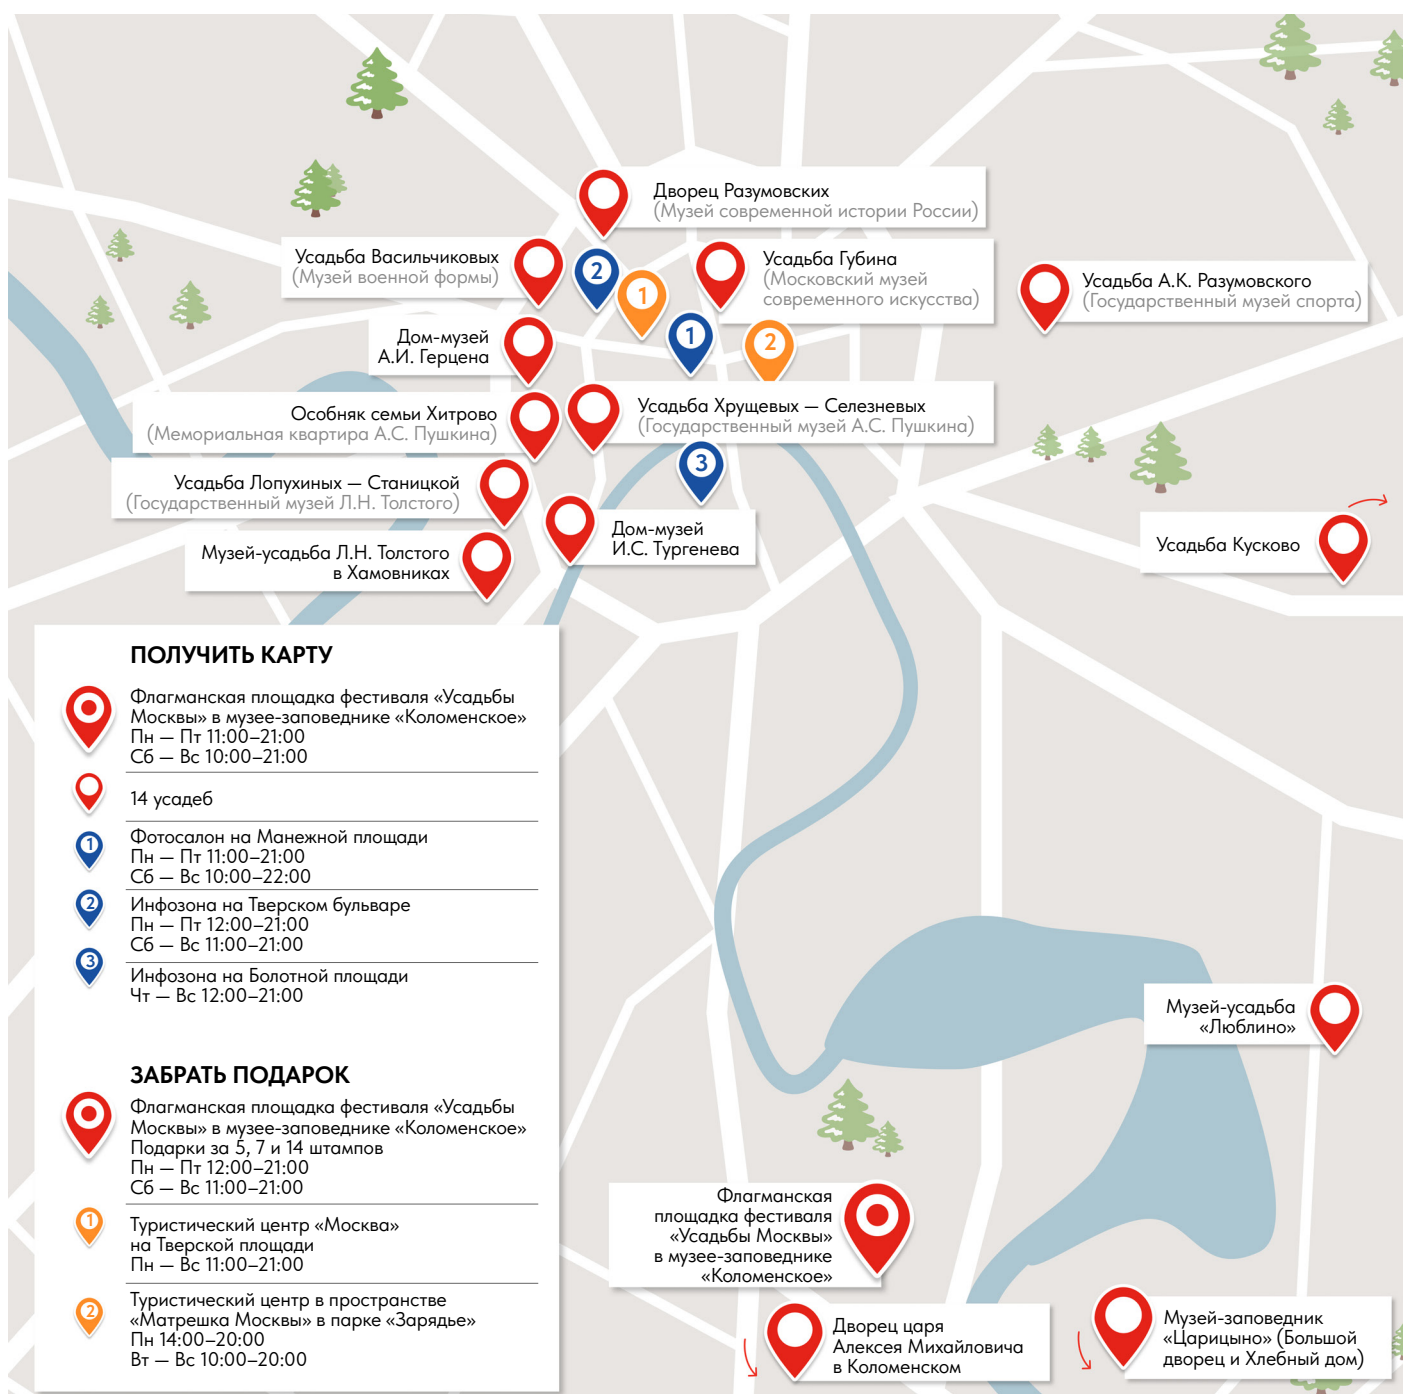 Дворец Разумовских
(Музей современной истории России)
Усадьба Васильчиковых
(Музей военной формы)
2
1
Усадьба Губина
(Московский музей
современного искусства)
Усадьба А.К. Разумовского
(Государственный музей спорта)
Дом-музей
А.И. Герцена
1
2
Особняк семьи Хитрово
(Мемориальная квартира А.С. Пушкина)
Усадьба Хрущевых — Селезневых
(Государственный музей А.С. Пушкина)
3
Усадьба Лопухиных — Станицкой
(Государственный музей Л.Н. Толстого)
Дом-музей
И.С. Тургенева
Музей-усадьба Л.Н. Толстого
в Хамовниках
Усадьба Кусково
ПОЛУЧИТЬ КАРТУ
Флагманская площадка фестиваля «Усадьбы
Москвы» в музее-заповеднике «Коломенское»
Пн — Пт 11:00–21:00
Сб — Вс 10:00–21:00
14 усадеб
1
Фотосалон на Манежной площади
Пн — Пт 11:00–21:00
Сб — Вс 10:00–22:00
2
Инфозона на Тверском бульваре
Пн — Пт 12:00–21:00
Сб — Вс 11:00–21:00
3
Инфозона на Болотной площади
Чт — Вс 12:00–21:00
ЗАБРАТЬ ПОДАРОК
Флагманская площадка фестиваля «Усадьбы
Москвы» в музее-заповеднике «Коломенское»
Подарки за 5, 7 и 14 штампов
Пн — Пт 12:00–21:00
Сб — Вс 11:00–21:00
1
Туристический центр «Москва»
на Тверской площади
Пн — Вс 11:00–21:00
2
Туристический центр в пространстве
«Матрешка Москвы» в парке «Зарядье»
Пн 14:00–20:00
Вт — Вс 10:00–20:00
Музей-усадьба
«Люблино»
Флагманская
площадка фестиваля
«Усадьбы Москвы»
в музее-заповеднике
«Коломенское»
Дворец царя
Алексея Михайловича
в Коломенском
Музей-заповедник
«Царицыно» (Большой
дворец и Хлебный дом)